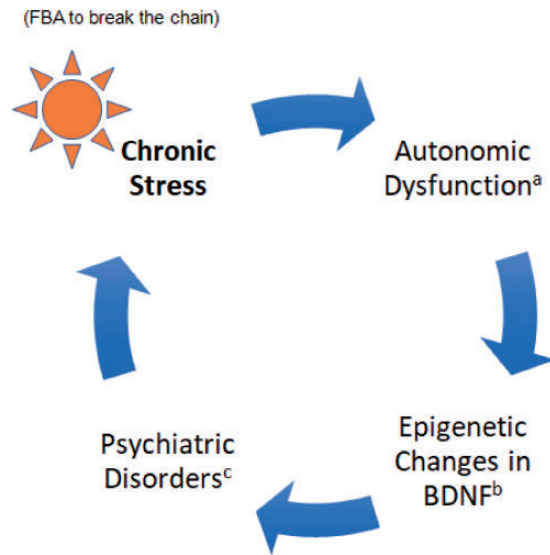 (FBA to break the chain)
Chronic
Stress
Autonomic
Dysfunctionᵃ
Epigenetic
Changes in
BDNFᵇ
Psychiatric
Disordersᶜ